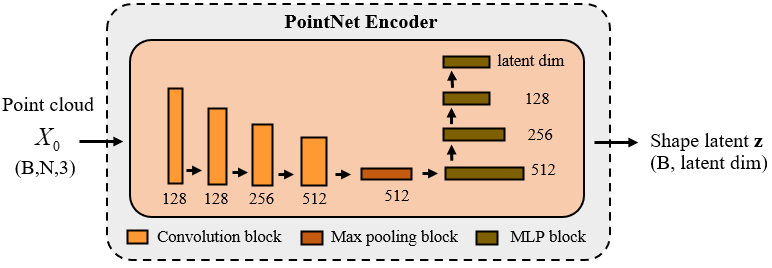 PointNet Encoder
Point cloud
X0
(B,N,3)
128
128
256
512
512
latent dim
128
256
512
Shape latent z
(B, latent dim)
Convolution block
Max pooling block
MLP block